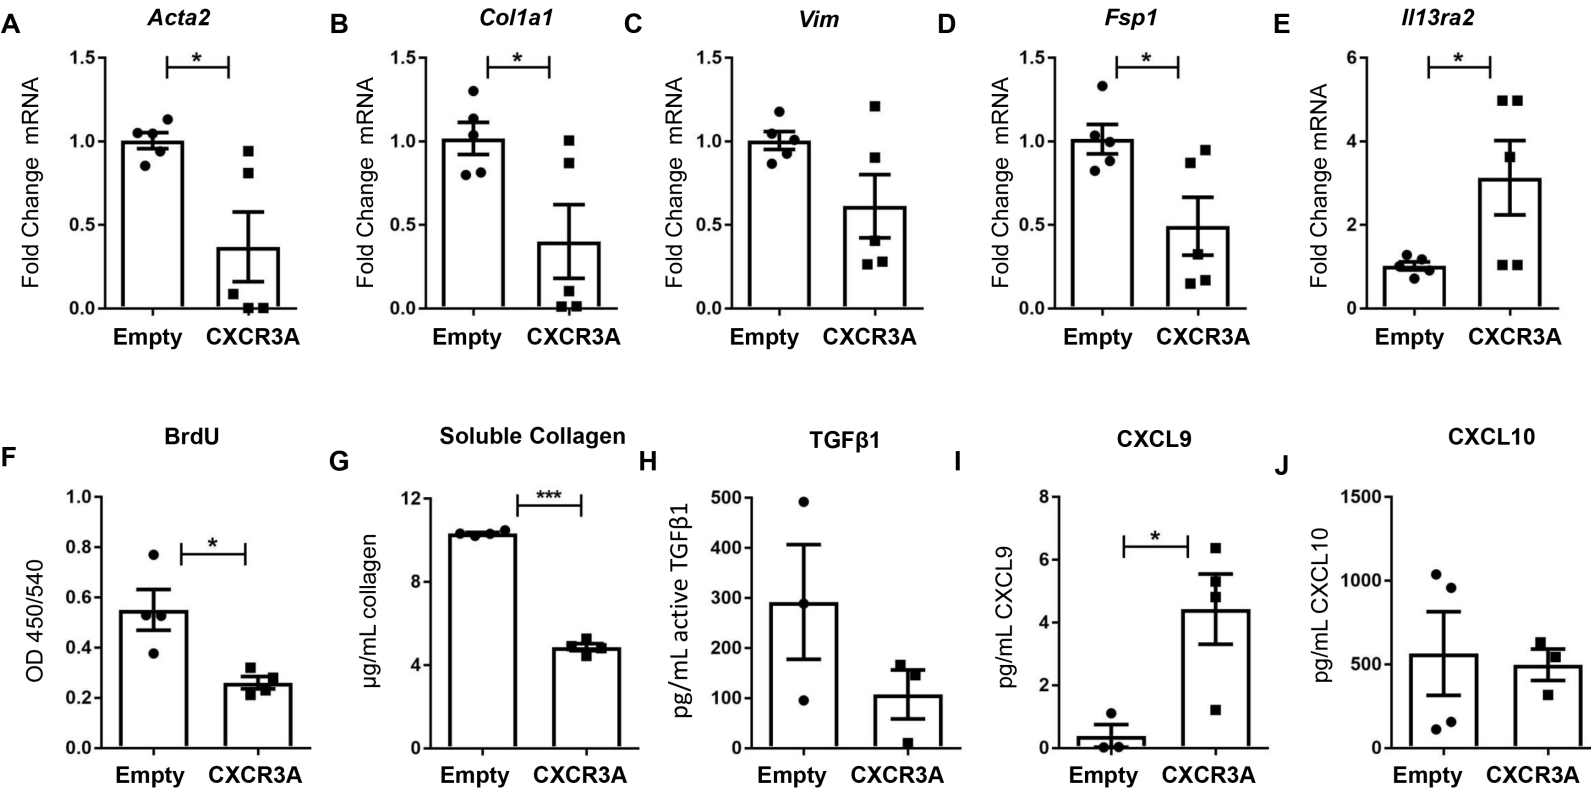 A
Acta2
Fold Change mRNA
1.5
1.0
0.5
0.0
*
Empty CXCR3A
B
Col1a1
Fold Change mRNA
1.5
1.0
0.5
0.0
*
Empty CXCR3A
C
Vim
Fold Change mRNA
1.5
1.0
0.5
0.0
Empty CXCR3A
D
Fsp1
Fold Change mRNA
1.5
1.0
0.5
0.0
*
Empty CXCR3A
E
Il13ra2
Fold Change mRNA
6
4
2
0
*
Empty CXCR3A
F
BrdU
OD 450/540
1.0
0.8
0.6
0.4
0.2
0.0
*
Empty CXCR3A
G
Soluble Collagen
µg/mL collagen
12
8
4
0
***
Empty CXCR3A
H
TGFβ1
pg/mL active TGFβ1
500
400
300
200
100
0
Empty CXCR3A
I
CXCL9
pg/mL CXCL9
8
6
4
2
0
*
Empty CXCR3A
J
CXCL10
pg/mL CXCL10
1500
1000
500
0
Empty CXCR3A